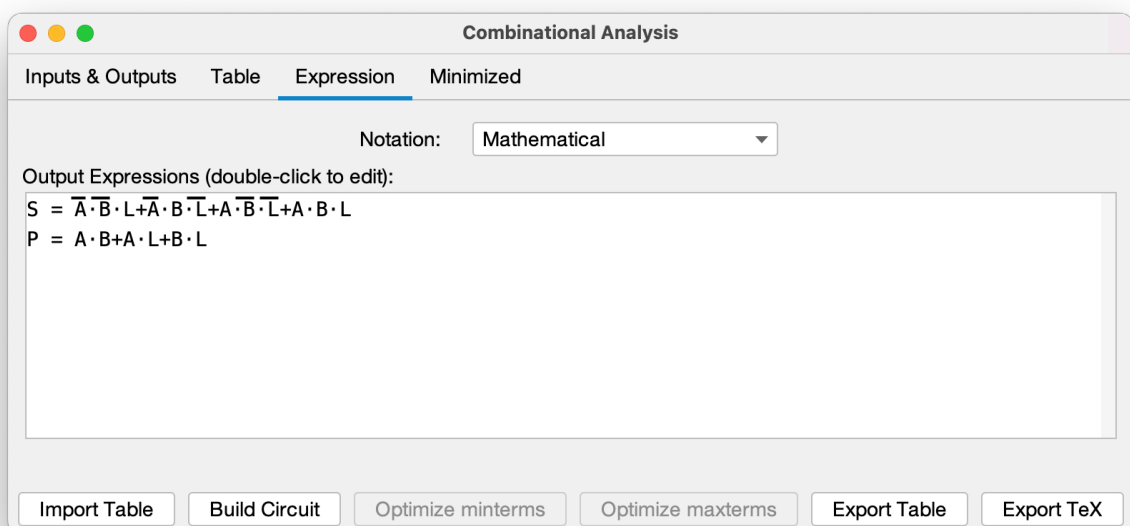 Combinational Analysis
Inputs & Outputs Table Expression Minimized
Notation: Mathematical
Output Expressions (double-click to edit):
S = A̅·B̅·L+A̅·B·L̅+A·B̅·L̅+A·B·L
P = A·B+A·L+B·L
Import Table Build Circuit Optimize minterms Optimize maxterms Export Table Export TeX